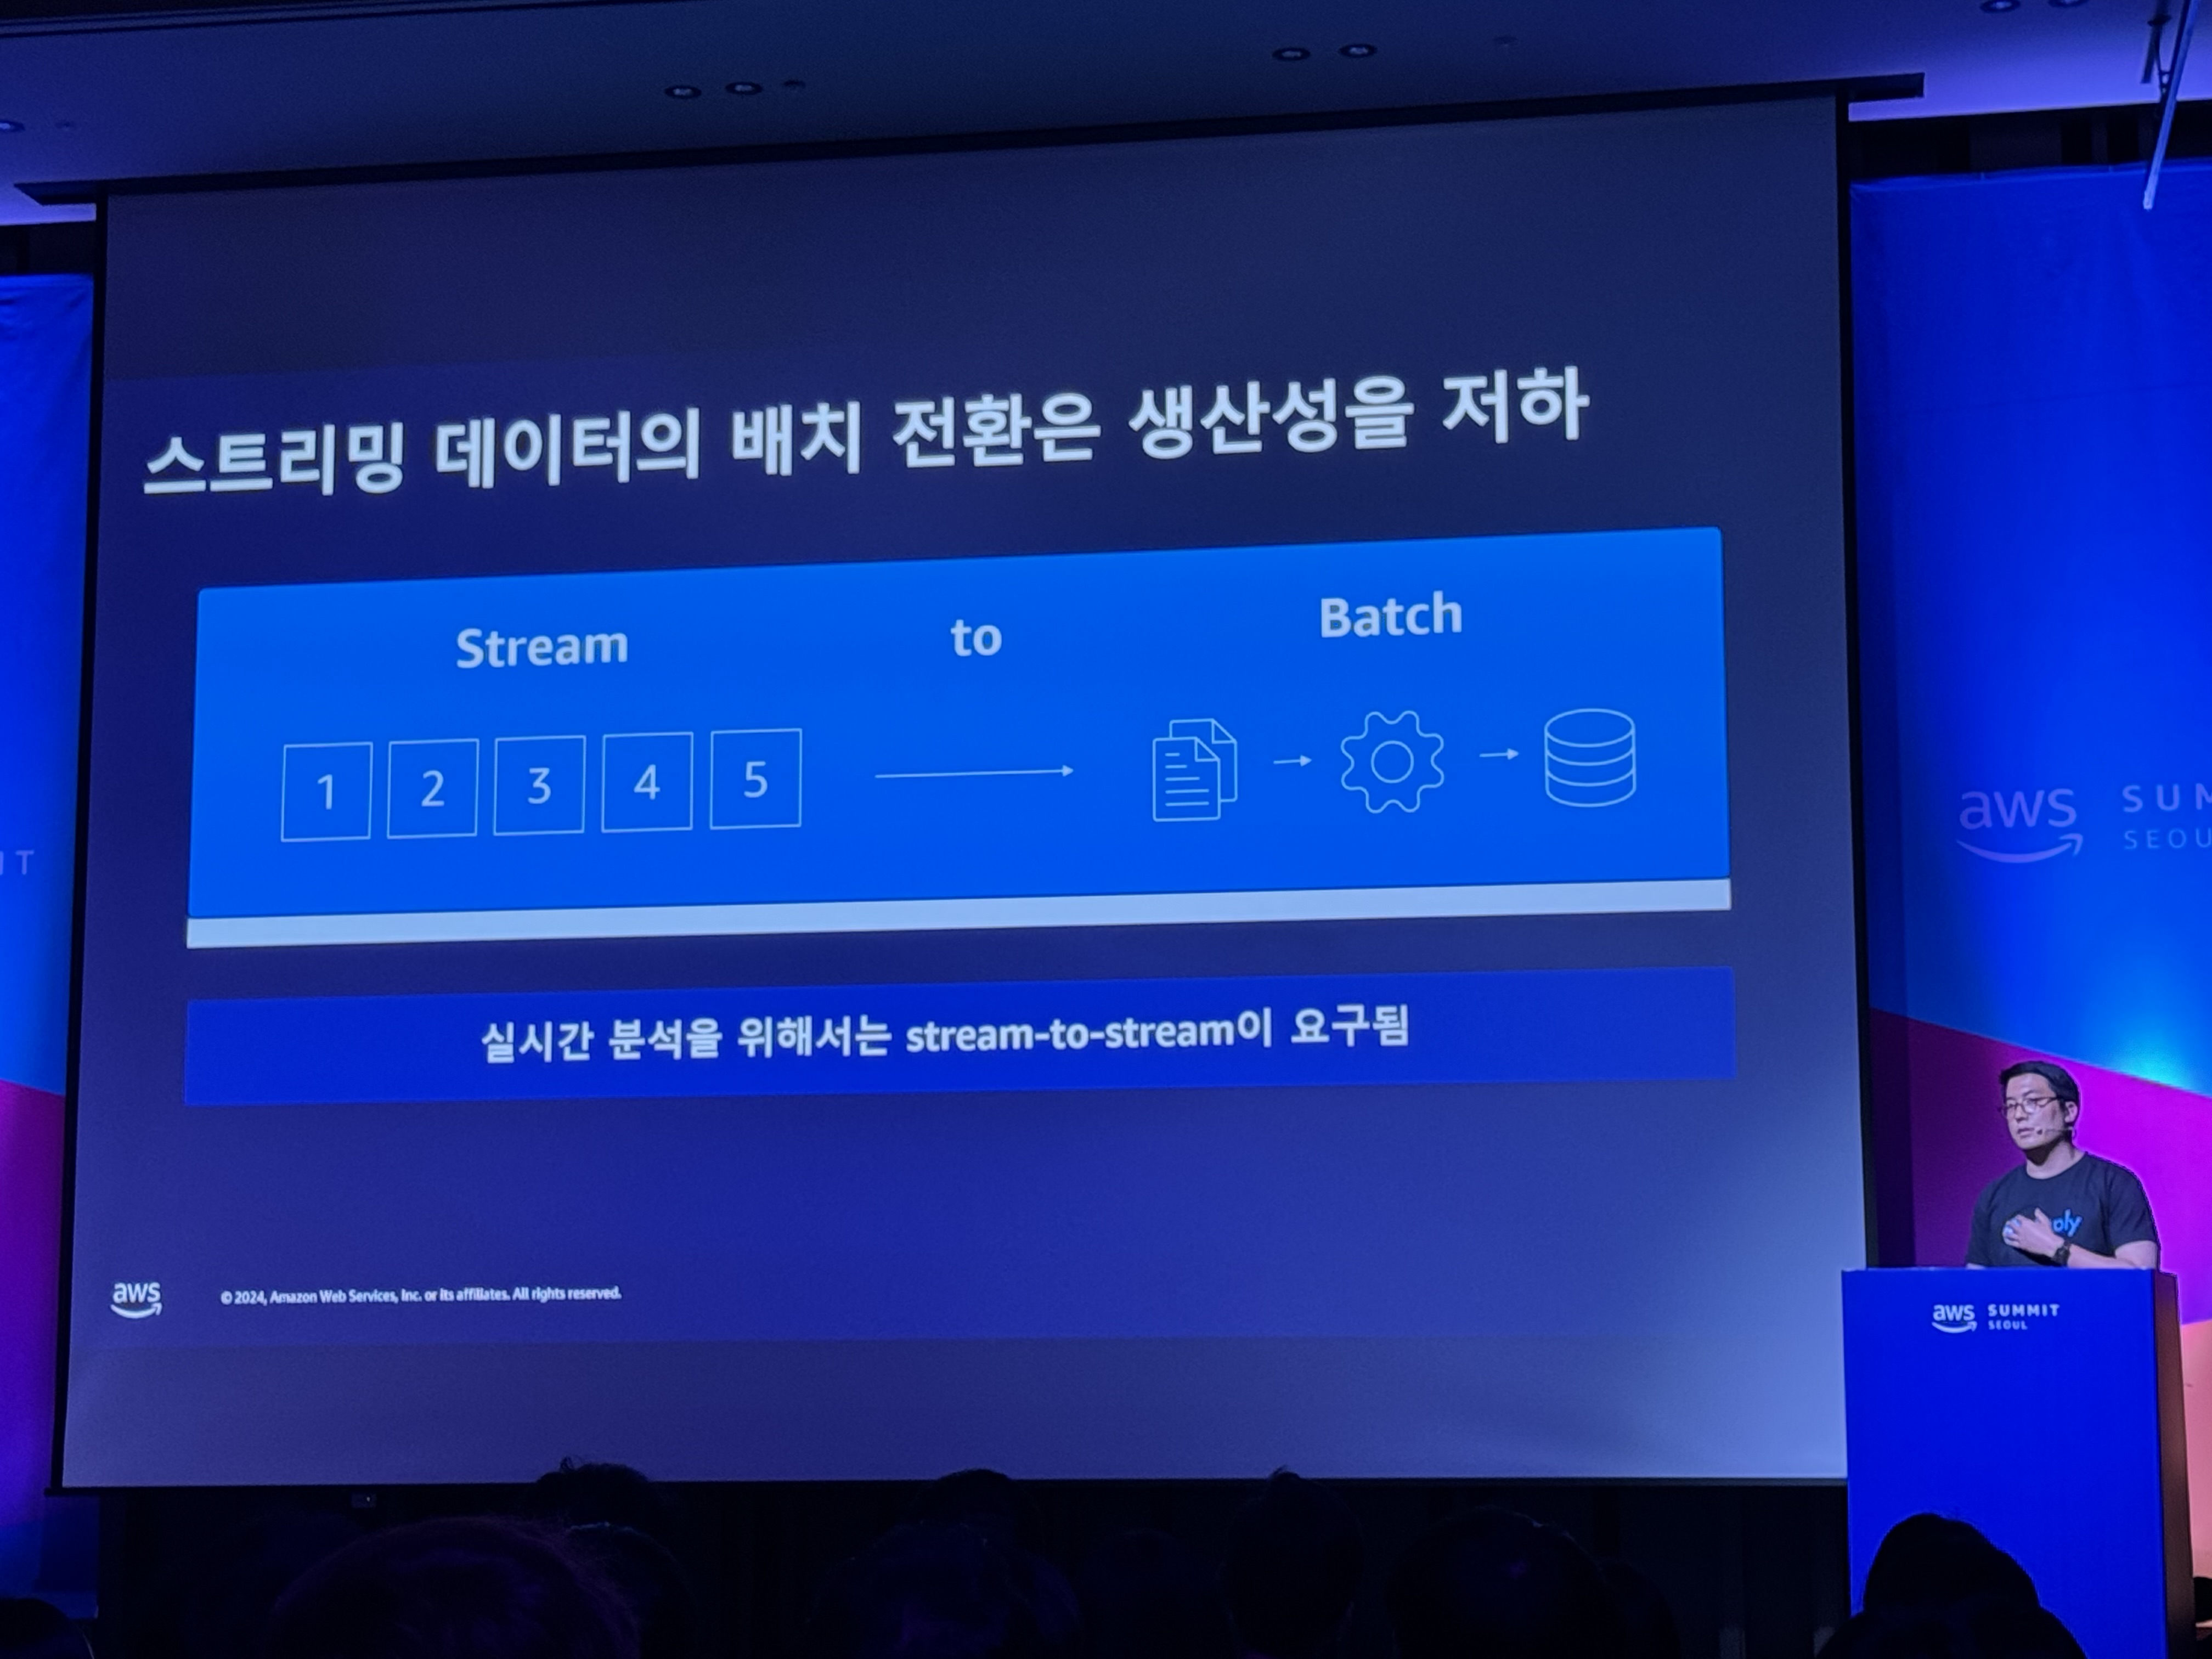 스트리밍 데이터의 배치 전환은 생산성을 저하
Stream to Batch
1 2 3 4 5
실시간 분석을 위해서는 stream-to-stream이 요구됨
aws © 2024, Amazon Web Services, Inc. or its affiliates. All rights reserved.
IT
aws SUM
SEOU
ply
aws SUMMIT
SEOUL